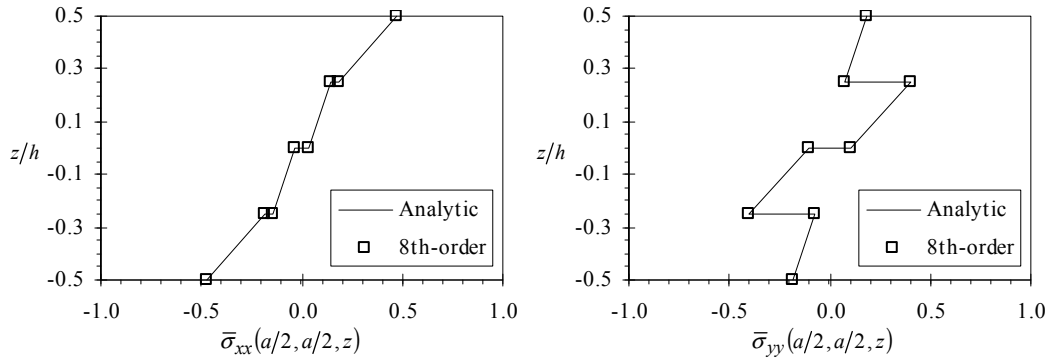 0.5
0.3
0.1
z/h
-0.1
-0.3
-0.5
Analytic
8th-order
-1.0 -0.5 0.0 0.5 1.0
σ̅xx(a/2, a/2, z)
0.5
0.3
0.1
z/h
-0.1
-0.3
-0.5
Analytic
8th-order
-1.0 -0.5 0.0 0.5 1.0
σ̅yy(a/2, a/2, z)